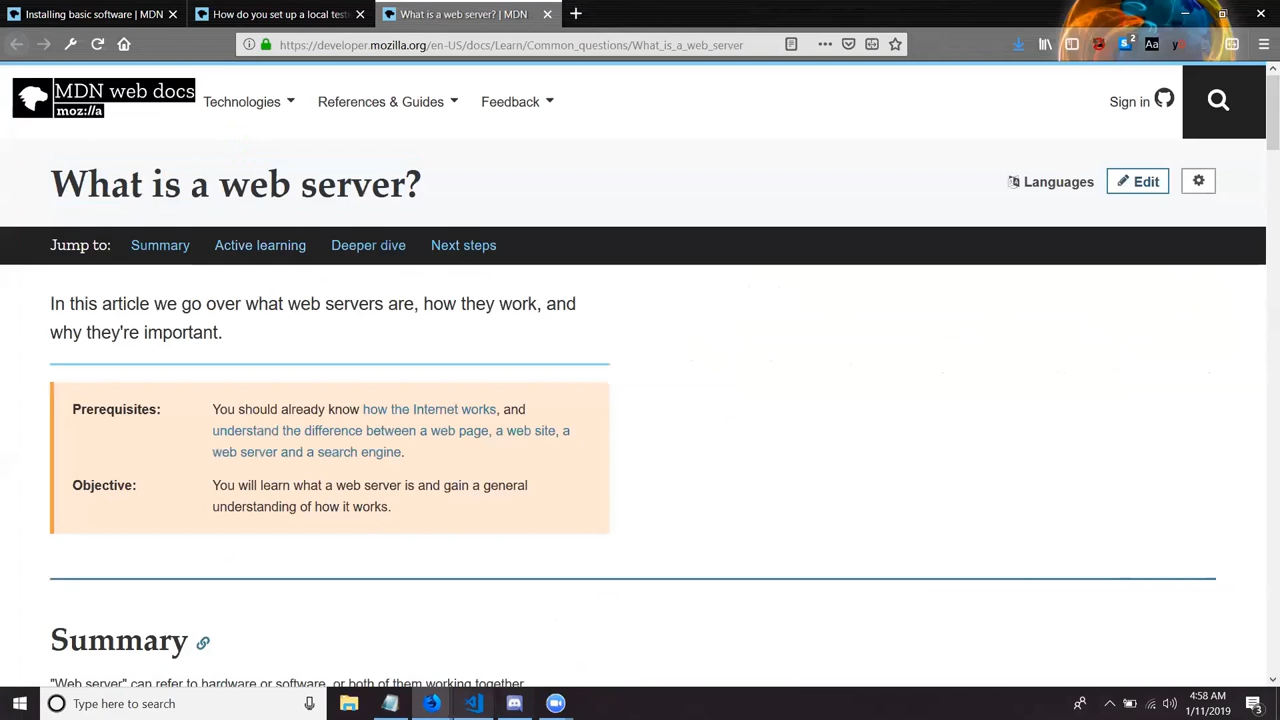 Installing basic software | MDN
How do you set up a local test
What is a web server? | MDN
https://developer.mozilla.org/en-US/docs/Learn/Common_questions/What_is_a_web_server
2
Aa
MDN web docs
moz://a
Technologies
References & Guides
Feedback
Sign in
What is a web server?
Languages
Edit
Jump to:
Summary
Active learning
Deeper dive
Next steps
In this article we go over what web servers are, how they work, and
why they're important.
Prerequisites:
You should already know how the Internet works, and
understand the difference between a web page, a web site, a
web server and a search engine.
Objective:
You will learn what a web server is and gain a general
understanding of how it works.
Summary
"Web server" can refer to hardware or software, or both of them working together.
Type here to search
4:58 AM
1/11/2019
3